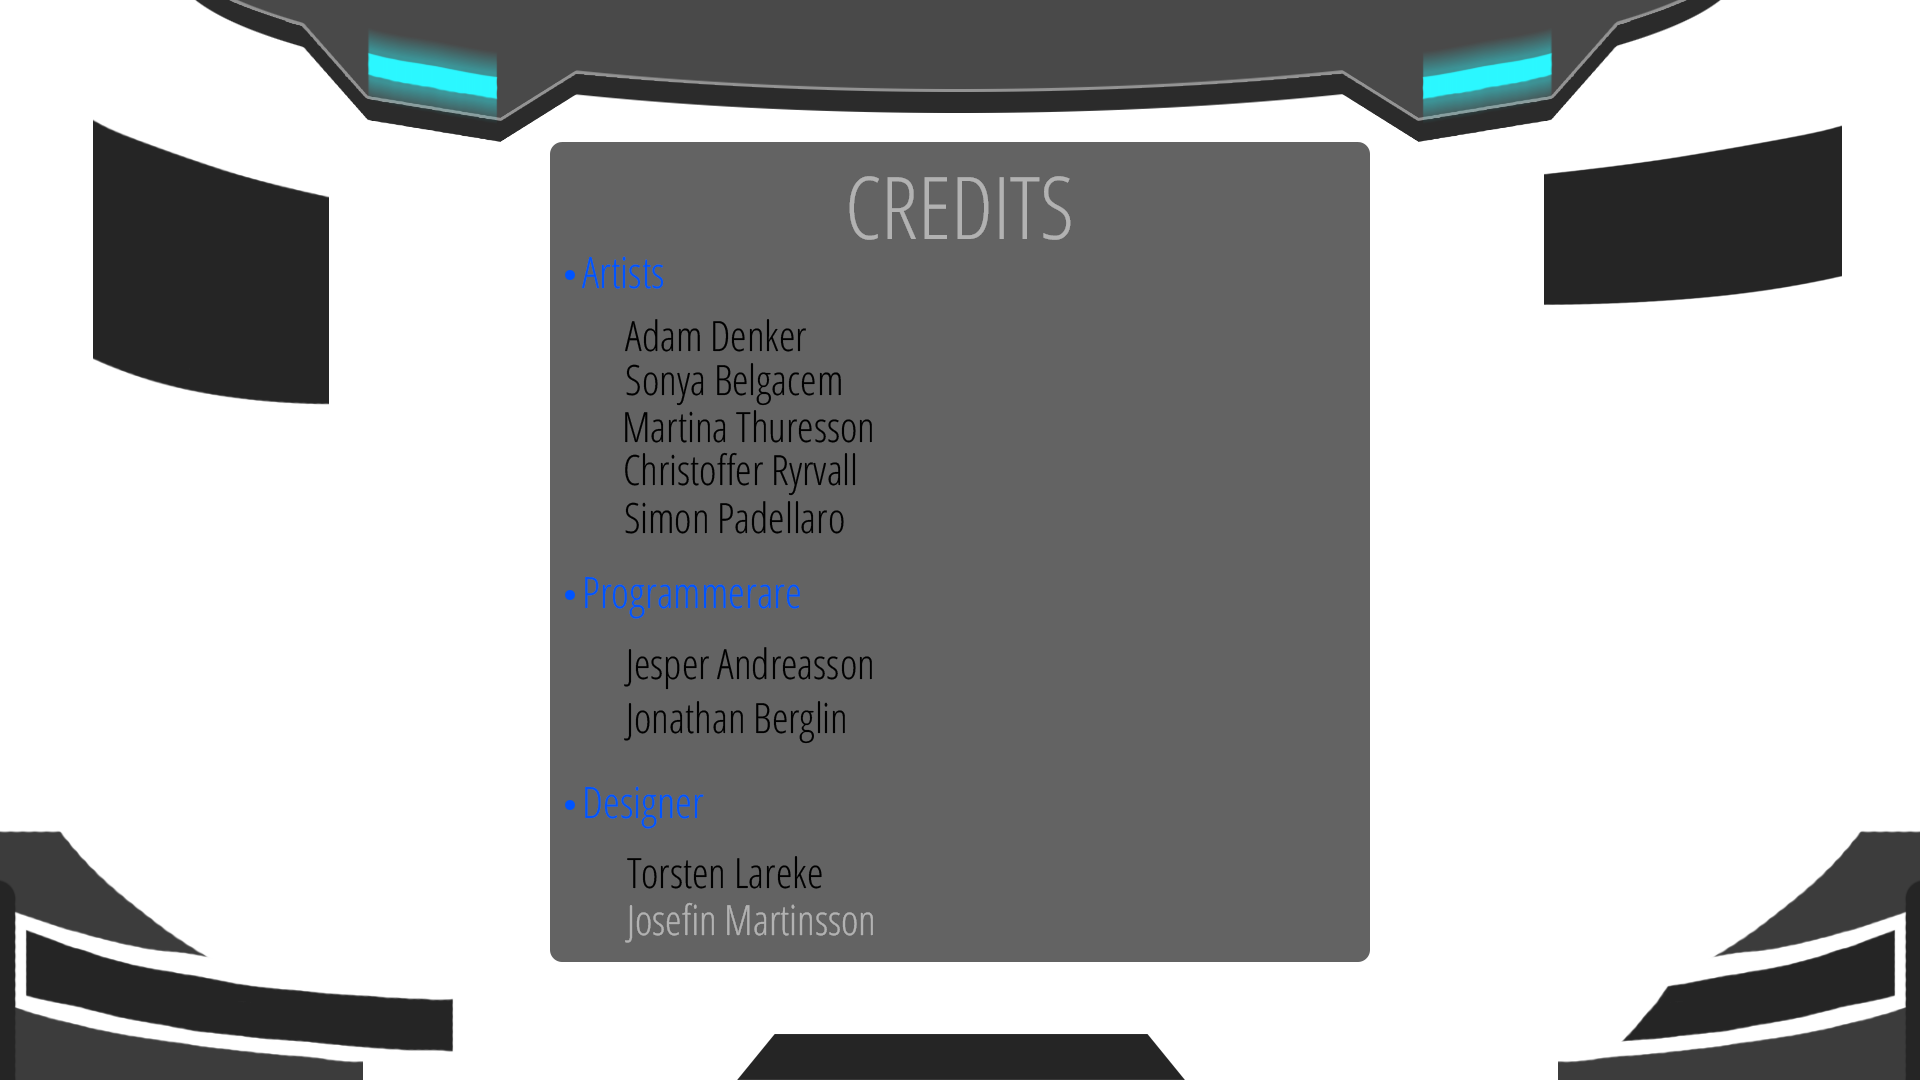 CREDITS
• Artists
Adam Denker
Sonya Belgacem
Martina Thuresson
Christoffer Ryrvall
Simon Padellaro
• Programmerare
Jesper Andreasson
Jonathan Berglin
• Designer
Torsten Lareke
Josefin Martinsson